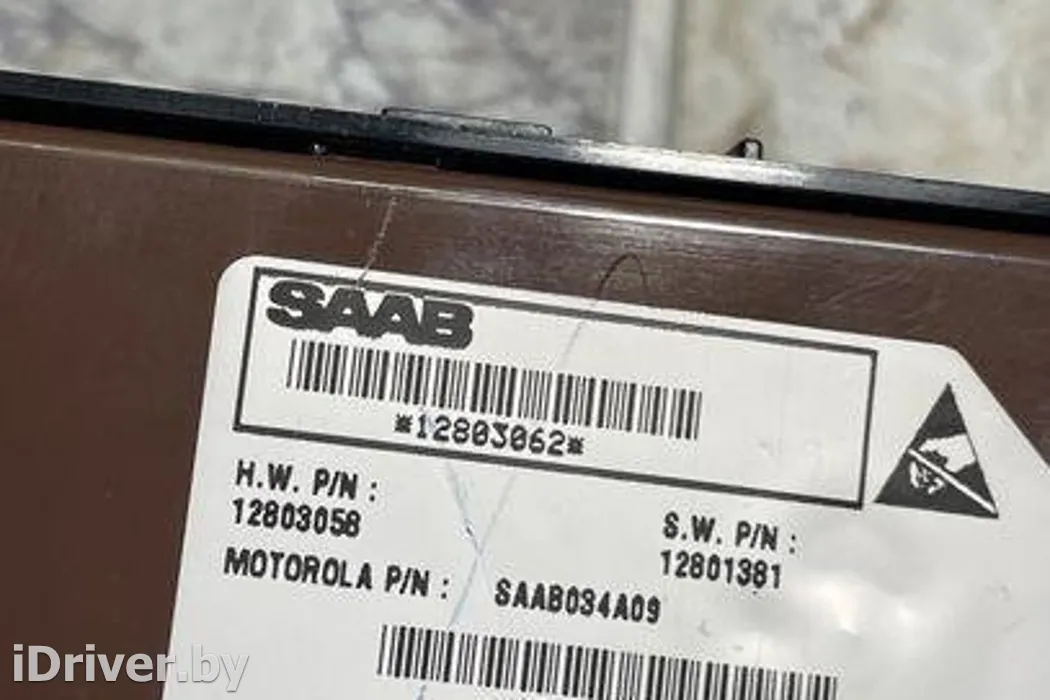 SAAB
*12803062*
H.W. P/N :
12803058
S.W. P/N :
12801381
MOTOROLA P/N : SAAB034A09
iDriver.by